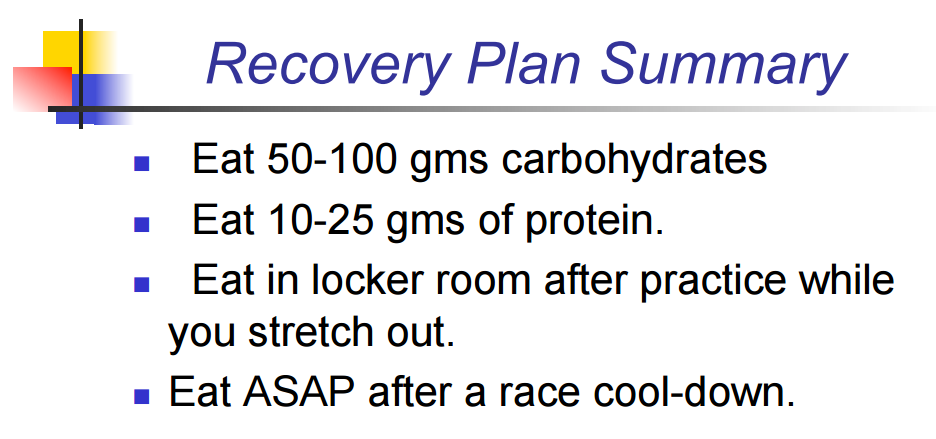 Recovery Plan Summary
Eat 50-100 gms carbohydrates
Eat 10-25 gms of protein.
Eat in locker room after practice while
you stretch out.
Eat ASAP after a race cool-down.